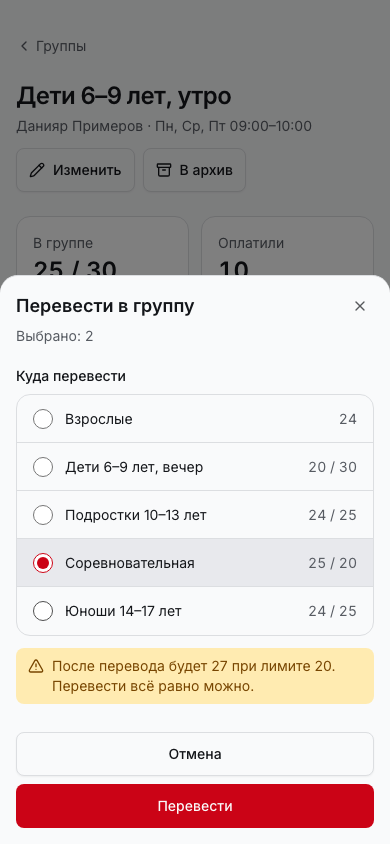 Группы
Дети 6–9 лет, утро
Данияр Примеров · Пн, Ср, Пт 09:00–10:00
Изменить
В архив
В группе
Оплатили
25 / 30
10
Перевести в группу
Выбрано: 2
Куда перевести
Взрослые 24
Дети 6–9 лет, вечер 20 / 30
Подростки 10–13 лет 24 / 25
Соревновательная 25 / 20
Юноши 14–17 лет 24 / 25
После перевода будет 27 при лимите 20.
Перевести всё равно можно.
Отмена
Перевести